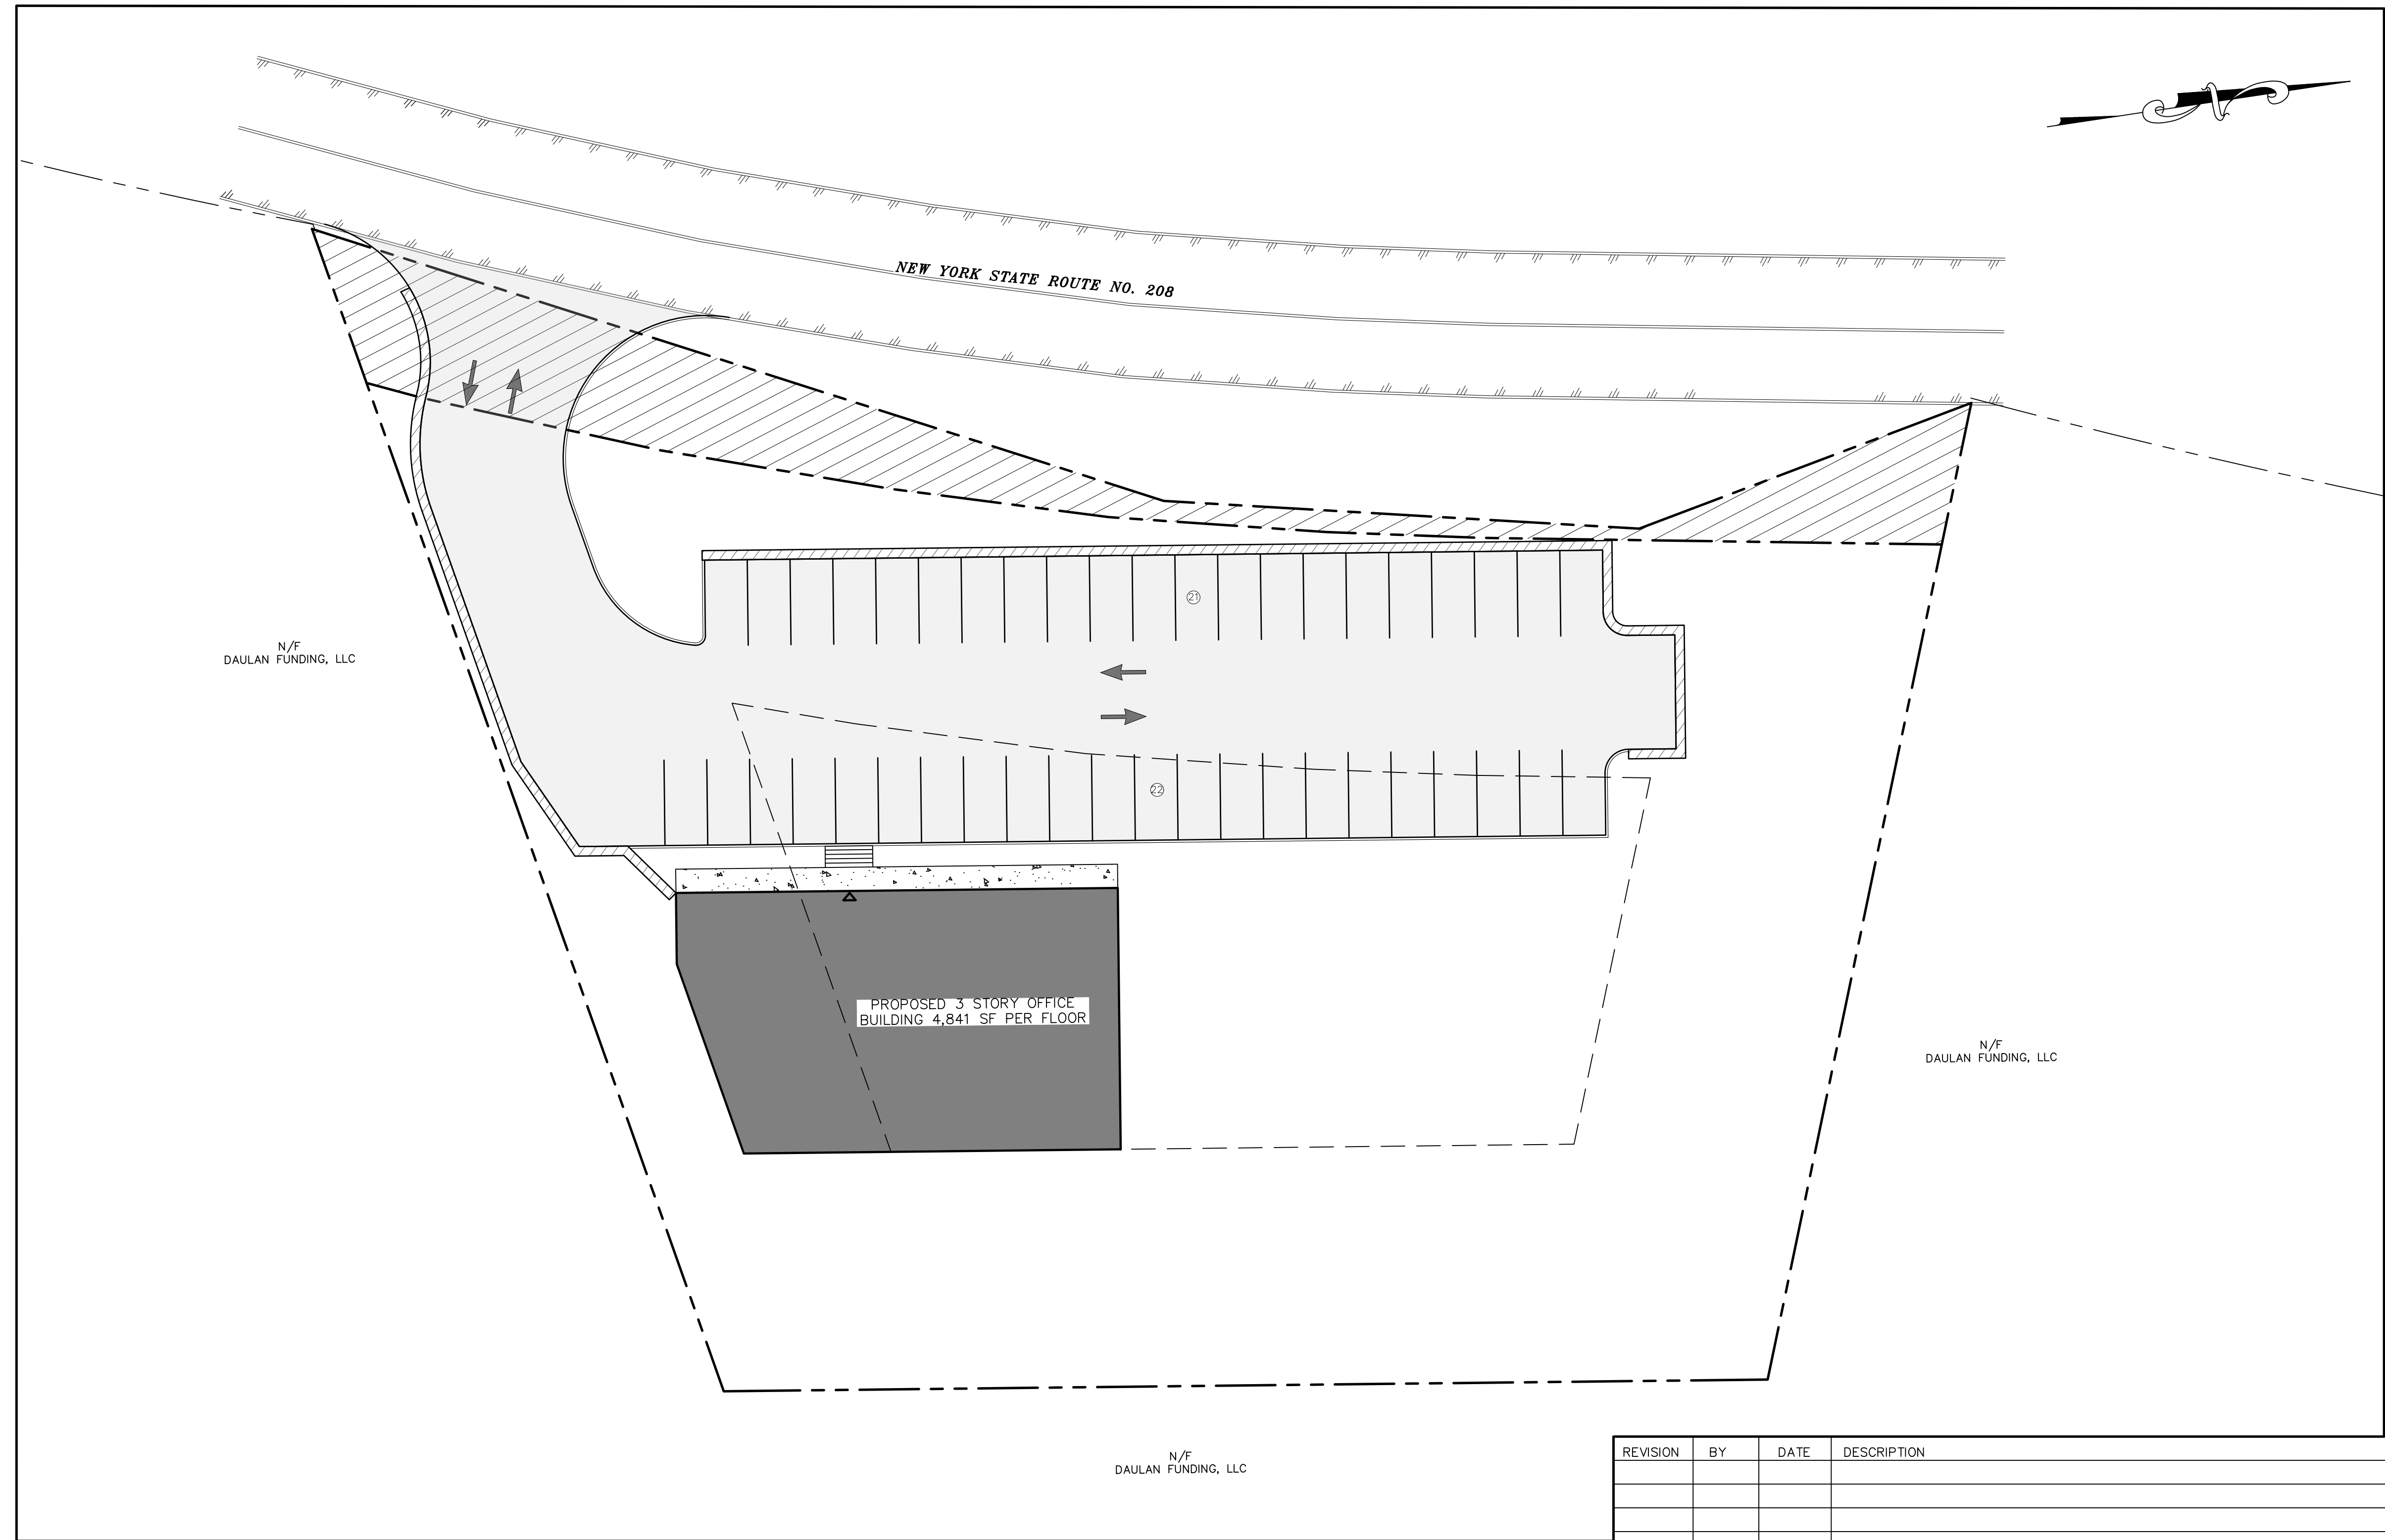 N
NEW YORK STATE ROUTE NO. 208
21
N/F
DAULAN FUNDING, LLC
22
PROPOSED 3 STORY OFFICE
BUILDING 4,841 SF PER FLOOR
N/F
DAULAN FUNDING, LLC
N/F
DAULAN FUNDING, LLC
REVISION BY DATE DESCRIPTION